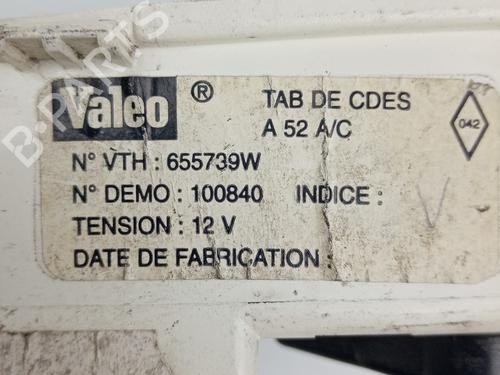 Valeo ® TAB DE CDES
A 52 A/C
042
N° VTH : 655739W
N° DEMO : 100840 INDICE : V
TENSION : 12 V
DATE DE FABRICATION :
B-PARTS